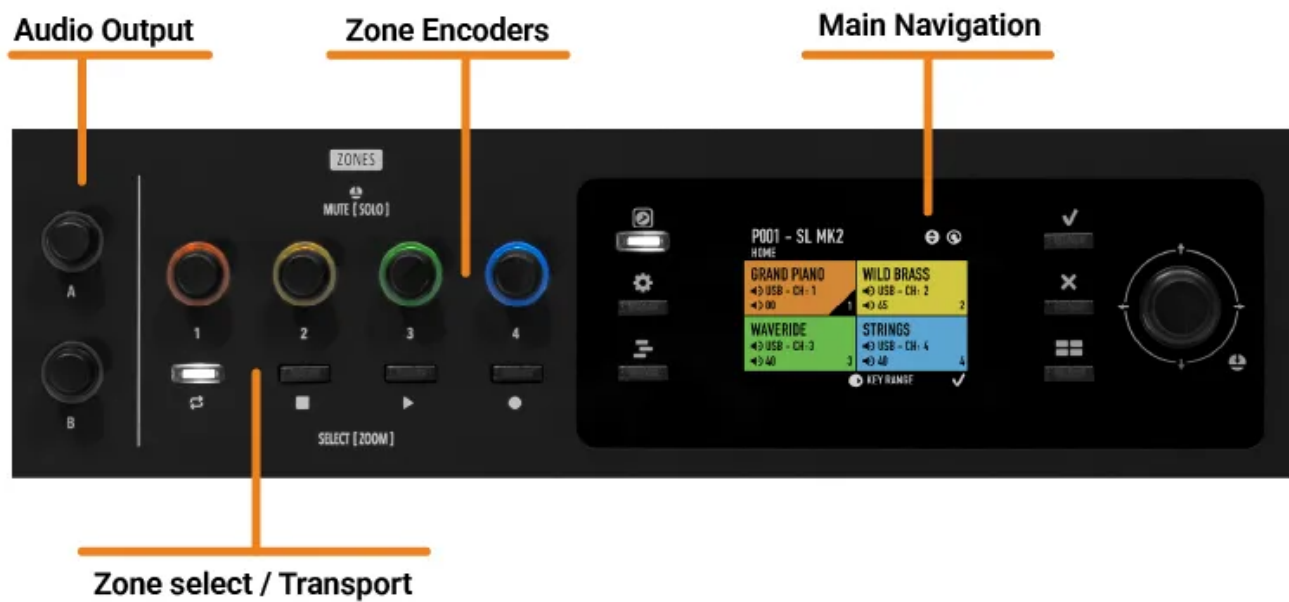 Audio Output
Zone Encoders
Main Navigation
ZONES
MUTE [ SOLO ]
A
B
1
2
3
4
SELECT [ ZOOM ]
P001 - SL MK2
HOME
GRAND PIANO
USB - CH: 1
00
1
WILD BRASS
USB - CH: 2
65
2
WAVERIDE
USB - CH:3
40
3
STRINGS
USB - CH: 4
40
4
KEY RANGE
Zone select / Transport